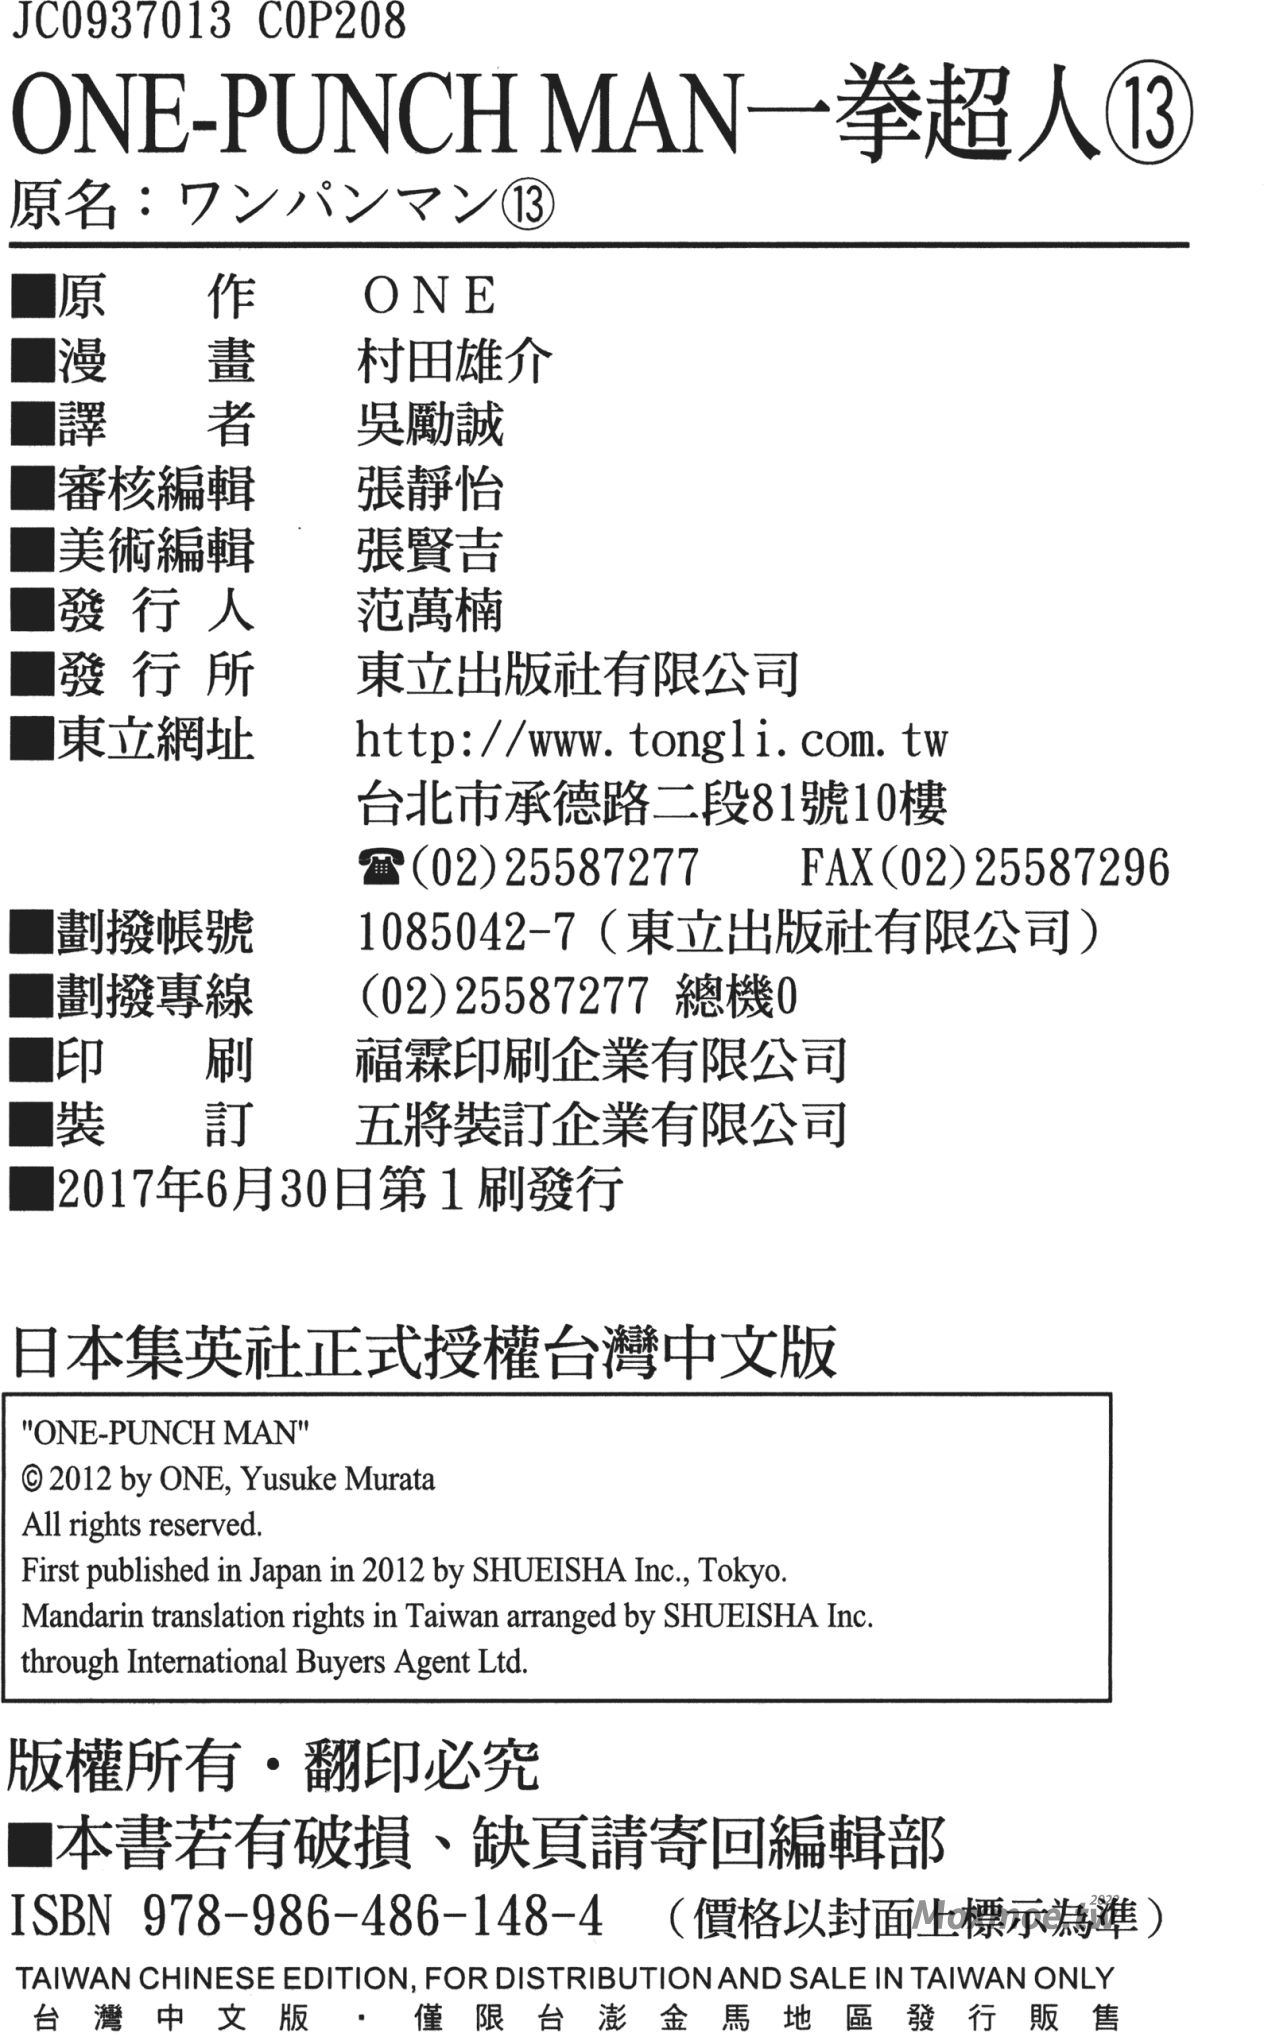 JC0937013 C0P208
ONE-PUNCH MAN一拳超人⑬
原名：ワンパンマン⑬
■原作 ONE
■漫畫 村田雄介
■譯者 吳勵誠
■審核編輯 張靜怡
■美術編輯 張賢吉
■發行人 范萬楠
■發行所 東立出版社有限公司
■東立網址 http://www.tongli.com.tw
台北市承德路二段81號10樓
☎(02)25587277 FAX(02)25587296
■劃撥帳號 1085042-7（東立出版社有限公司）
■劃撥專線 (02)25587277 總機0
■印刷 福霖印刷企業有限公司
■裝訂 五將裝訂企業有限公司
■2017年6月30日第１刷發行
日本集英社正式授權台灣中文版
"ONE-PUNCH MAN"
© 2012 by ONE, Yusuke Murata
All rights reserved.
First published in Japan in 2012 by SHUEISHA Inc., Tokyo.
Mandarin translation rights in Taiwan arranged by SHUEISHA Inc.
through International Buyers Agent Ltd.
版權所有・翻印必究
■本書若有破損、缺頁請寄回編輯部
ISBN 978-986-486-148-4 （價格以封面上標示為準）
TAIWAN CHINESE EDITION, FOR DISTRIBUTION AND SALE IN TAIWAN ONLY
台灣中文版・僅限台澎金馬地區發行販售